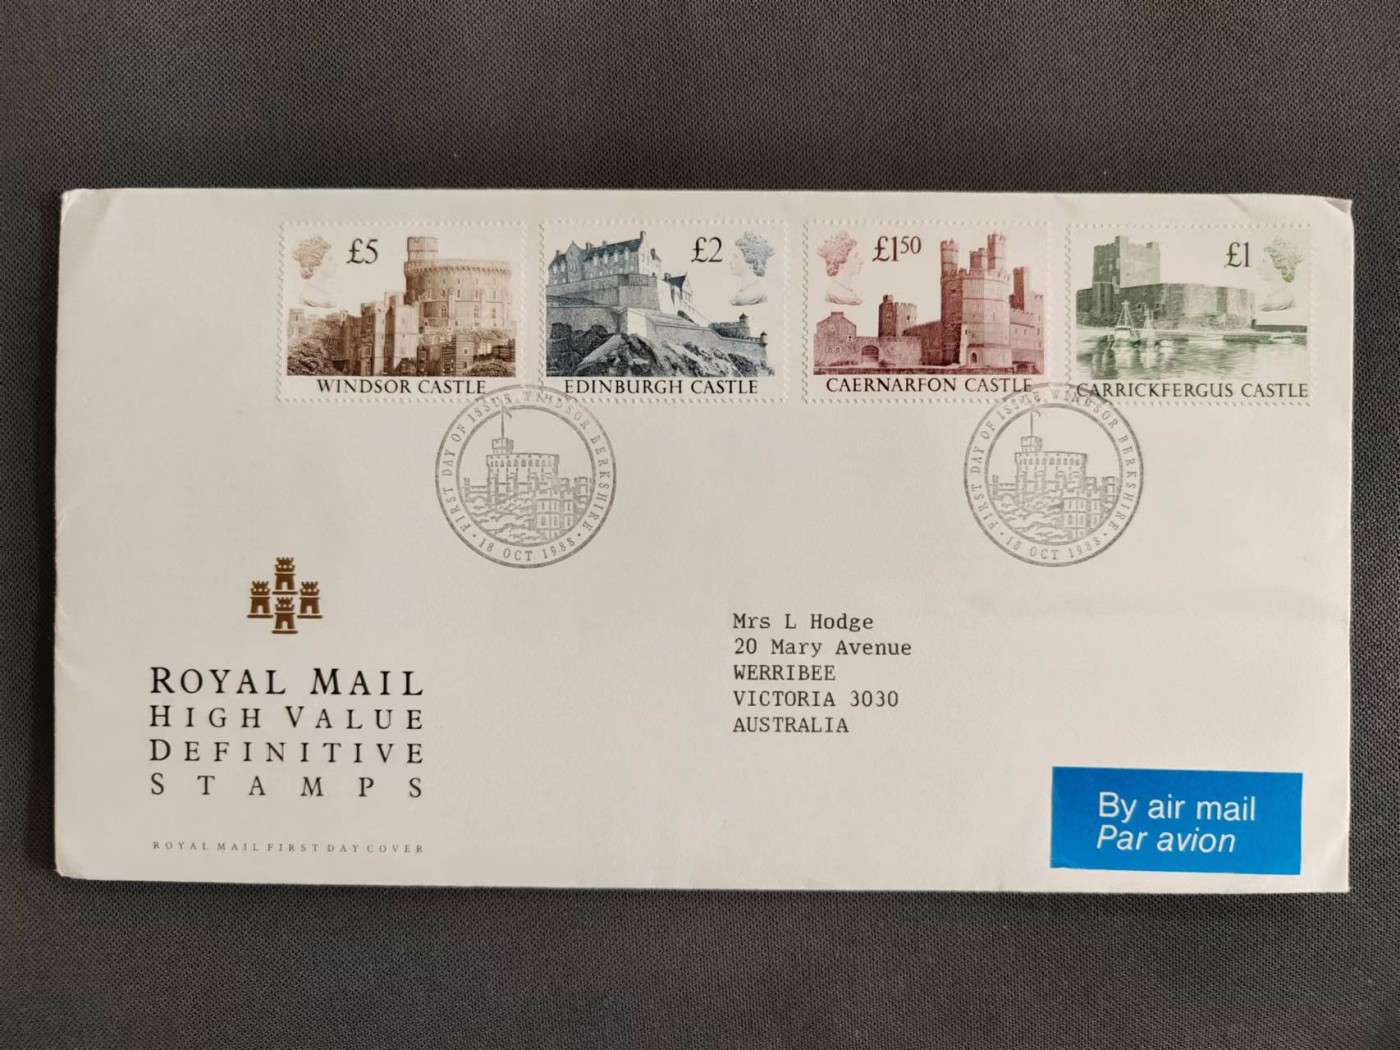 £5
WINDSOR CASTLE
£2
EDINBURGH CASTLE
£150
CAERNARFON CASTLE
£1
CARRICKFERGUS CASTLE
FIRST DAY OF ISSUE, WINDSOR BERKSHIRE
· 18 OCT 1988 ·
FIRST DAY OF ISSUE, WINDSOR BERKSHIRE
· 18 OCT 1988 ·
ROYAL MAIL
HIGH VALUE
DEFINITIVE
STAMPS
ROYAL MAIL FIRST DAY COVER
Mrs L Hodge
20 Mary Avenue
WERRIBEE
VICTORIA 3030
AUSTRALIA
By air mail
Par avion